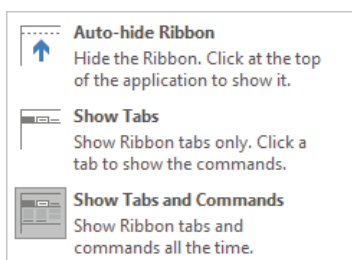 Auto-hide Ribbon
Hide the Ribbon. Click at the top
of the application to show it.
Show Tabs
Show Ribbon tabs only. Click a
tab to show the commands.
Show Tabs and Commands
Show Ribbon tabs and
commands all the time.